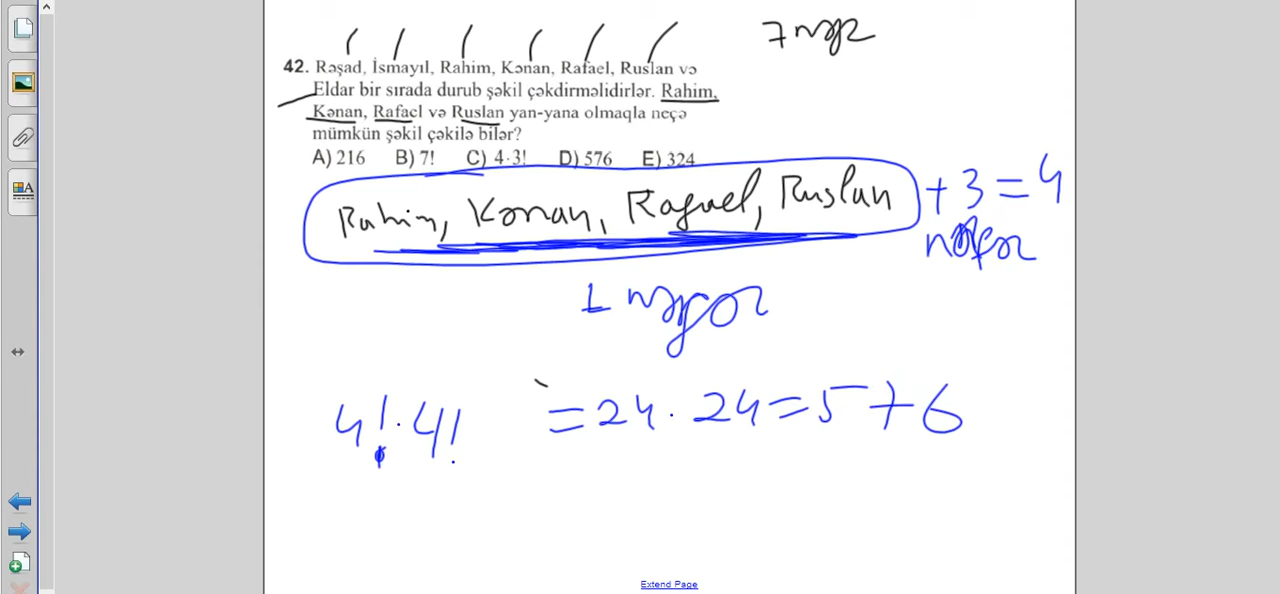 7 nəfər
42. Rəşad, İsmayıl, Rahim, Kənan, Rafael, Ruslan və
Eldar bir sırada durub şəkil çəkdirməlidirlər. Rahim,
Kənan, Rafael və Ruslan yan-yana olmaqla neçə
mümkün şəkil çəkilə bilər?
A) 216 B) 7! C) 4·3! D) 576 E) 324
Rahim, Kənan, Rafael, Ruslan + 3 = 4
nəfər
1 nəfər
4! · 4! = 24 · 24 = 576
Extend Page